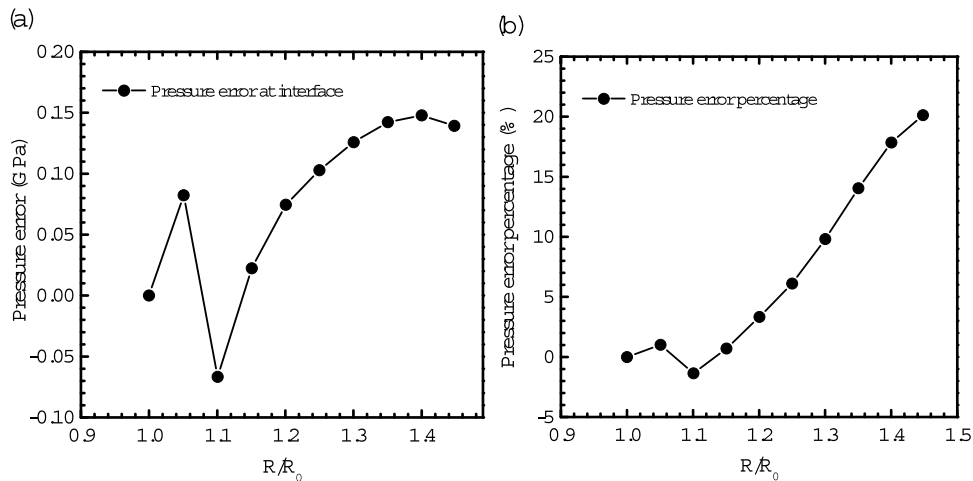 (a)
Pressure error at interface
Pressure error (GPa)
0.20
0.15
0.10
0.05
0.00
-0.05
-0.10
0.9 1.0 1.1 1.2 1.3 1.4
R/R0
(b)
Pressure error percentage
Pressure error percentage (%)
25
20
15
10
5
0
-5
0.9 1.0 1.1 1.2 1.3 1.4 1.5
R/R0